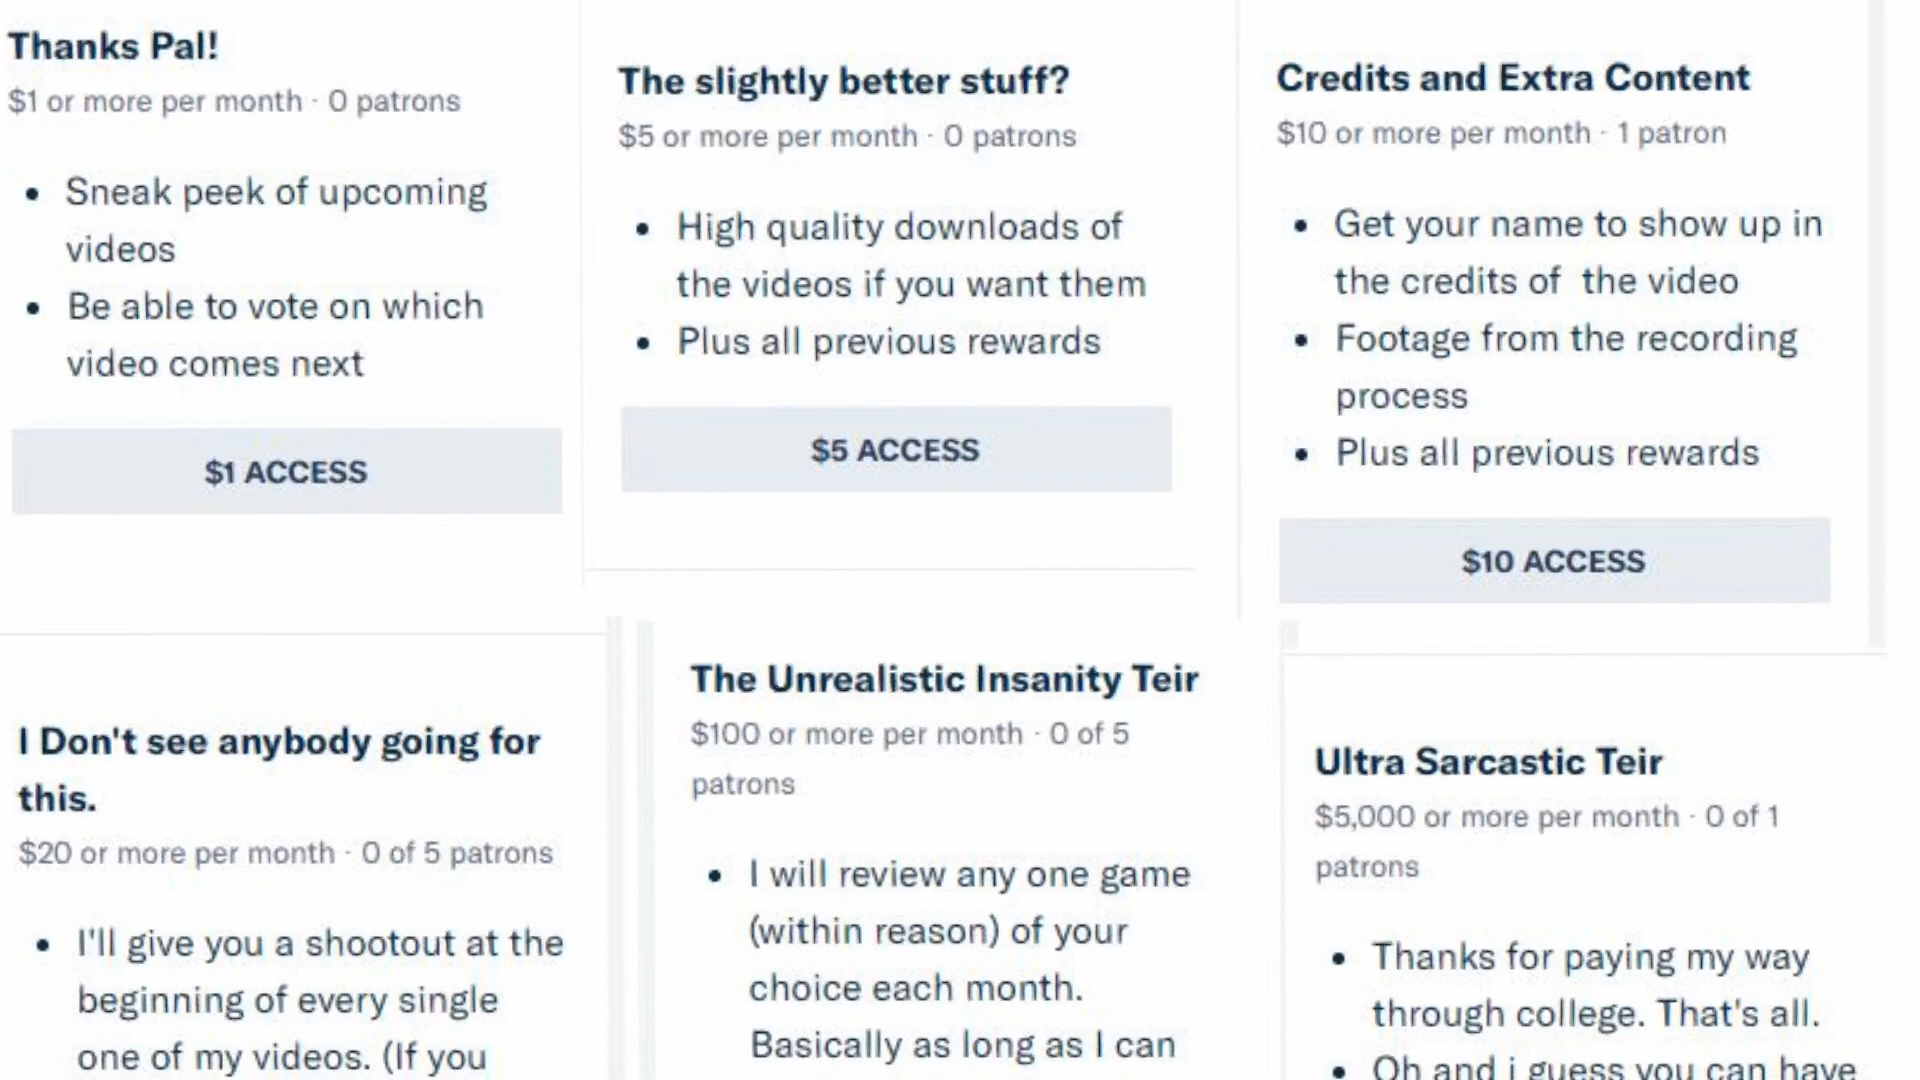 Thanks Pal!
$1 or more per month · 0 patrons
• Sneak peek of upcoming
videos
• Be able to vote on which
video comes next
$1 ACCESS
The slightly better stuff?
$5 or more per month · 0 patrons
• High quality downloads of
the videos if you want them
• Plus all previous rewards
$5 ACCESS
Credits and Extra Content
$10 or more per month · 1 patron
• Get your name to show up in
the credits of  the video
• Footage from the recording
process
• Plus all previous rewards
$10 ACCESS
I Don't see anybody going for
this.
$20 or more per month · 0 of 5 patrons
• I'll give you a shootout at the
beginning of every single
one of my videos. (If you
The Unrealistic Insanity Teir
$100 or more per month · 0 of 5
patrons
• I will review any one game
(within reason) of your
choice each month.
Basically as long as I can
Ultra Sarcastic Teir
$5,000 or more per month · 0 of 1
patrons
• Thanks for paying my way
through college. That's all.
• Oh and i guess you can have